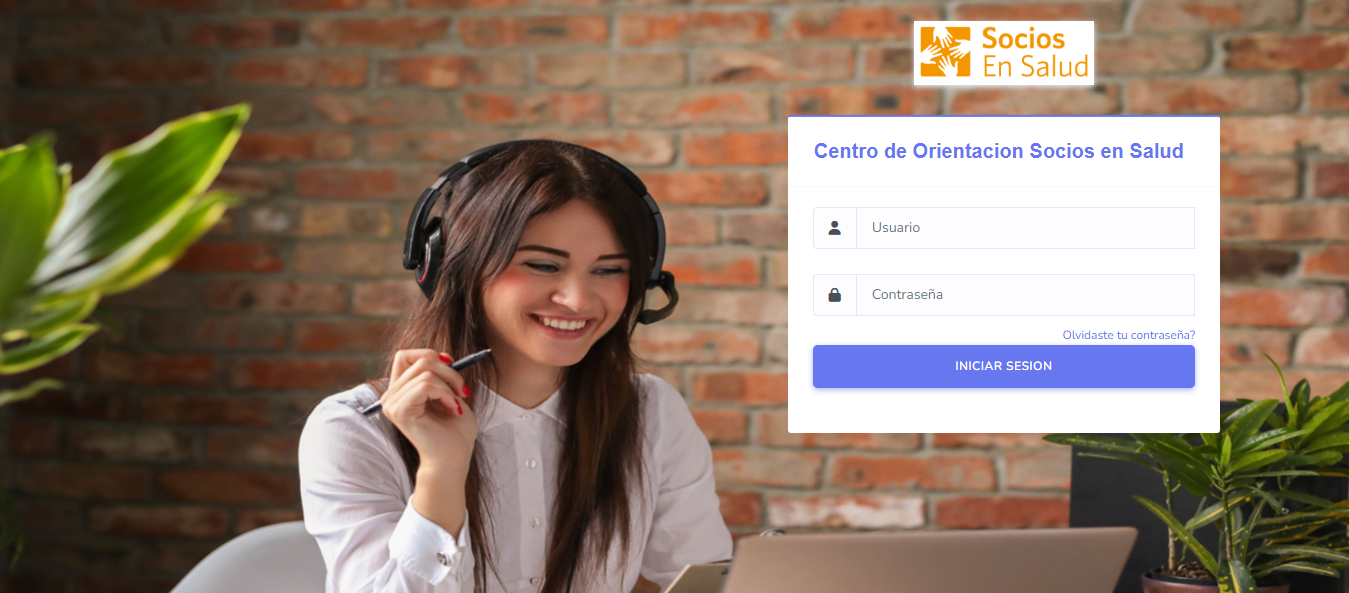 Socios
En Salud
Centro de Orientacion Socios en Salud
Usuario
Contraseña
Olvidaste tu contraseña?
INICIAR SESION